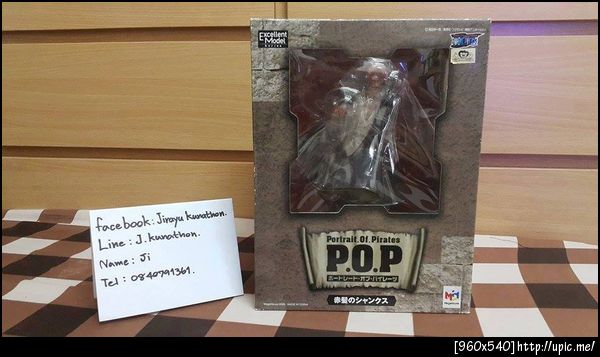 Excellent
Model
facebook: Jirayu kunathon.
Line: J. kunathon.
Name: Ji
Tel: 0840791361.
Portrait.Of.Pirates
P.O.P
ポートレート・オブ・パイレーツ
赤髪のシャンクス
MegaHouse
[960x540]http://upic.me/